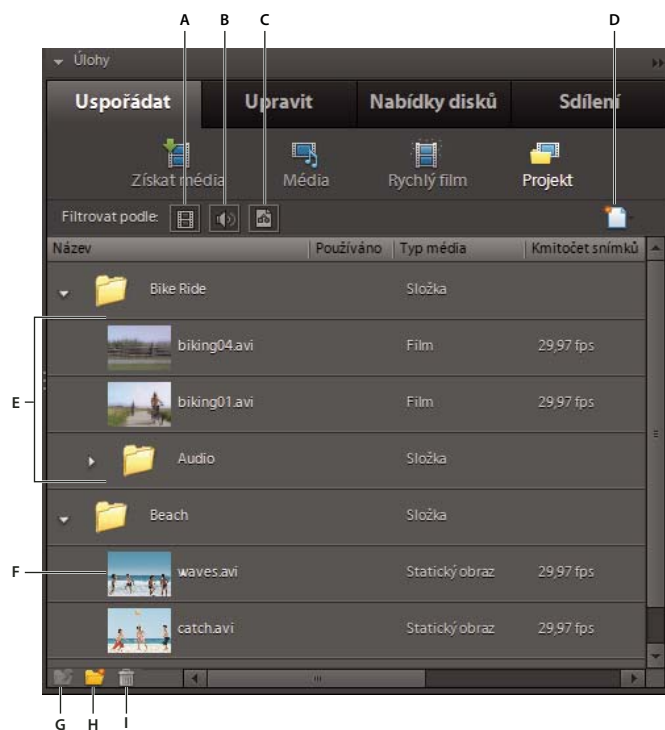 A B C D
Úlohy
Uspořádat Upravit Nabídky disků Sdílení
Získat média Média Rychlý film Projekt
Filtrovat podle:
Název Používáno Typ média Kmitočet snímků
Bike Ride Složka
E
biking04.avi Film 29,97 fps
biking01.avi Film 29,97 fps
Audio Složka
Beach Složka
F
waves.avi Statický obraz 29,97 fps
catch.avi Statický obraz 29,97 fps
G H I